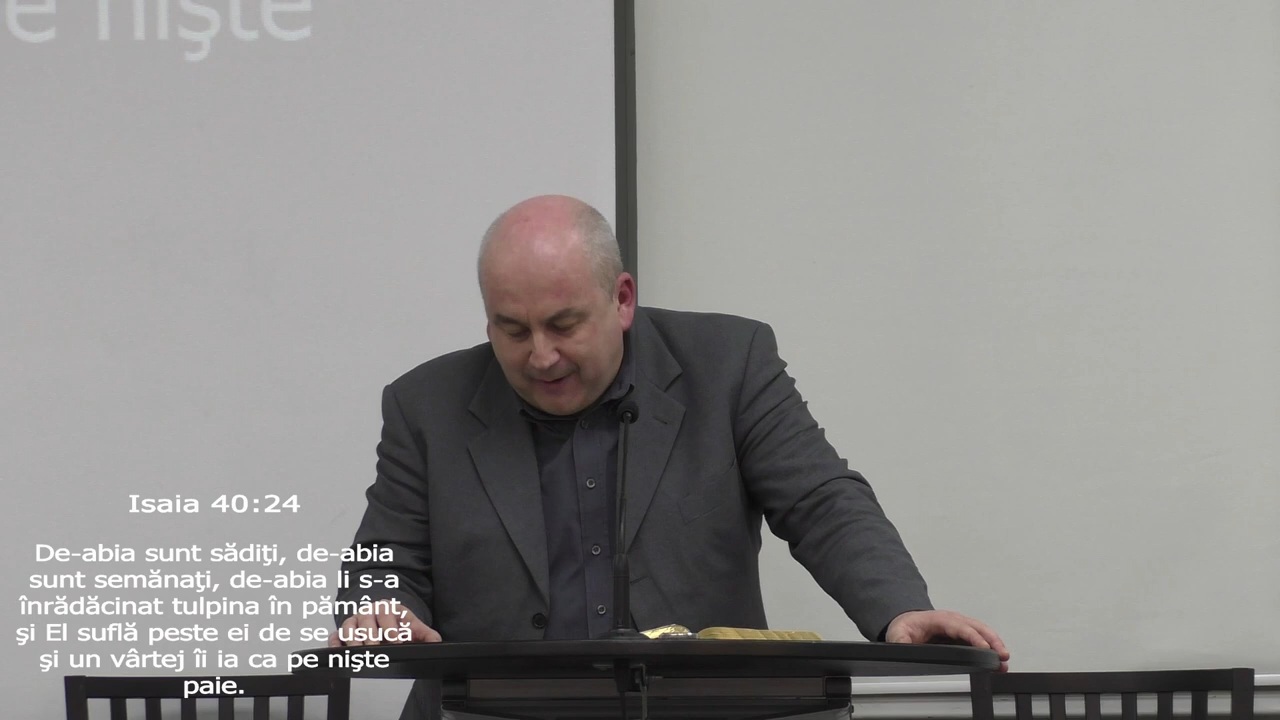 e nişte
Isaia 40:24
De-abia sunt sădiţi, de-abia
sunt semănaţi, de-abia li s-a
înrădăcinat tulpina în pământ,
şi El suflă peste ei de se usucă
şi un vârtej îi ia ca pe nişte
paie.